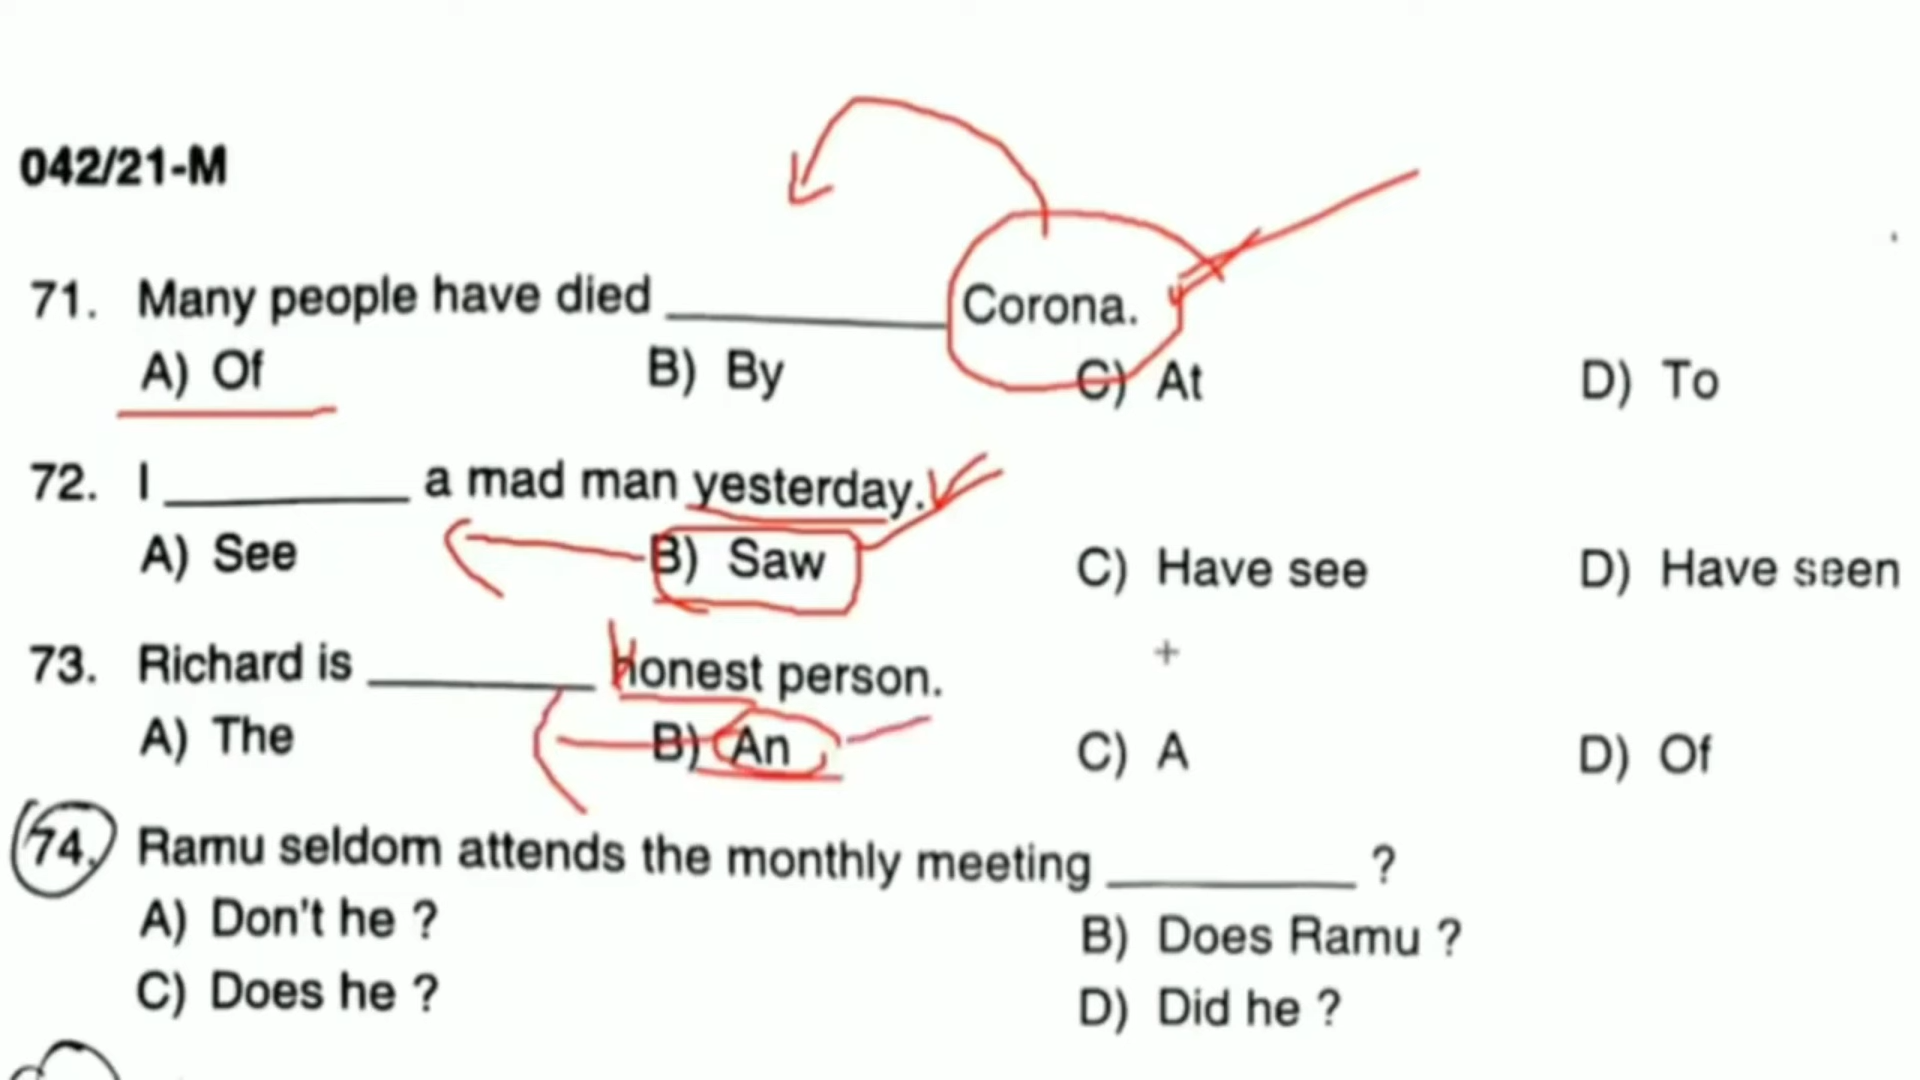 042/21-M
71. Many people have died ________ Corona.
A) Of B) By C) At D) To
72. I ________ a mad man yesterday.
A) See B) Saw C) Have see D) Have seen
73. Richard is ________ honest person.
A) The B) An C) A D) Of
74. Ramu seldom attends the monthly meeting ________ ?
A) Don't he ? B) Does Ramu ?
C) Does he ? D) Did he ?